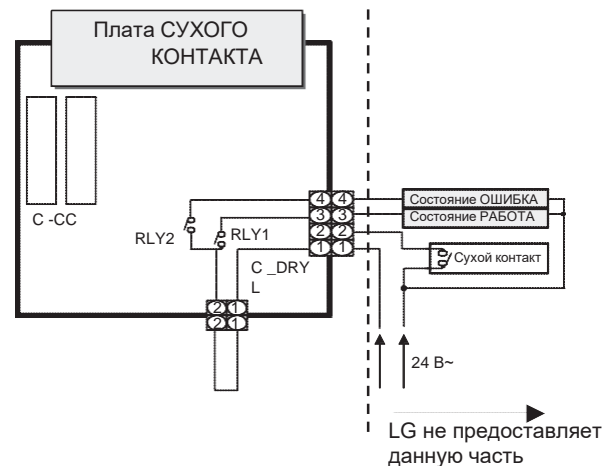 Плата СУХОГО
КОНТАКТА
C -CC
RLY2
RLY1
C _DRY
L
4 4
3 3
2 2
1 1
2 1
2 1
Состояние ОШИБКА
Состояние РАБОТА
Сухой контакт
24 В~
LG не предоставляет
данную часть